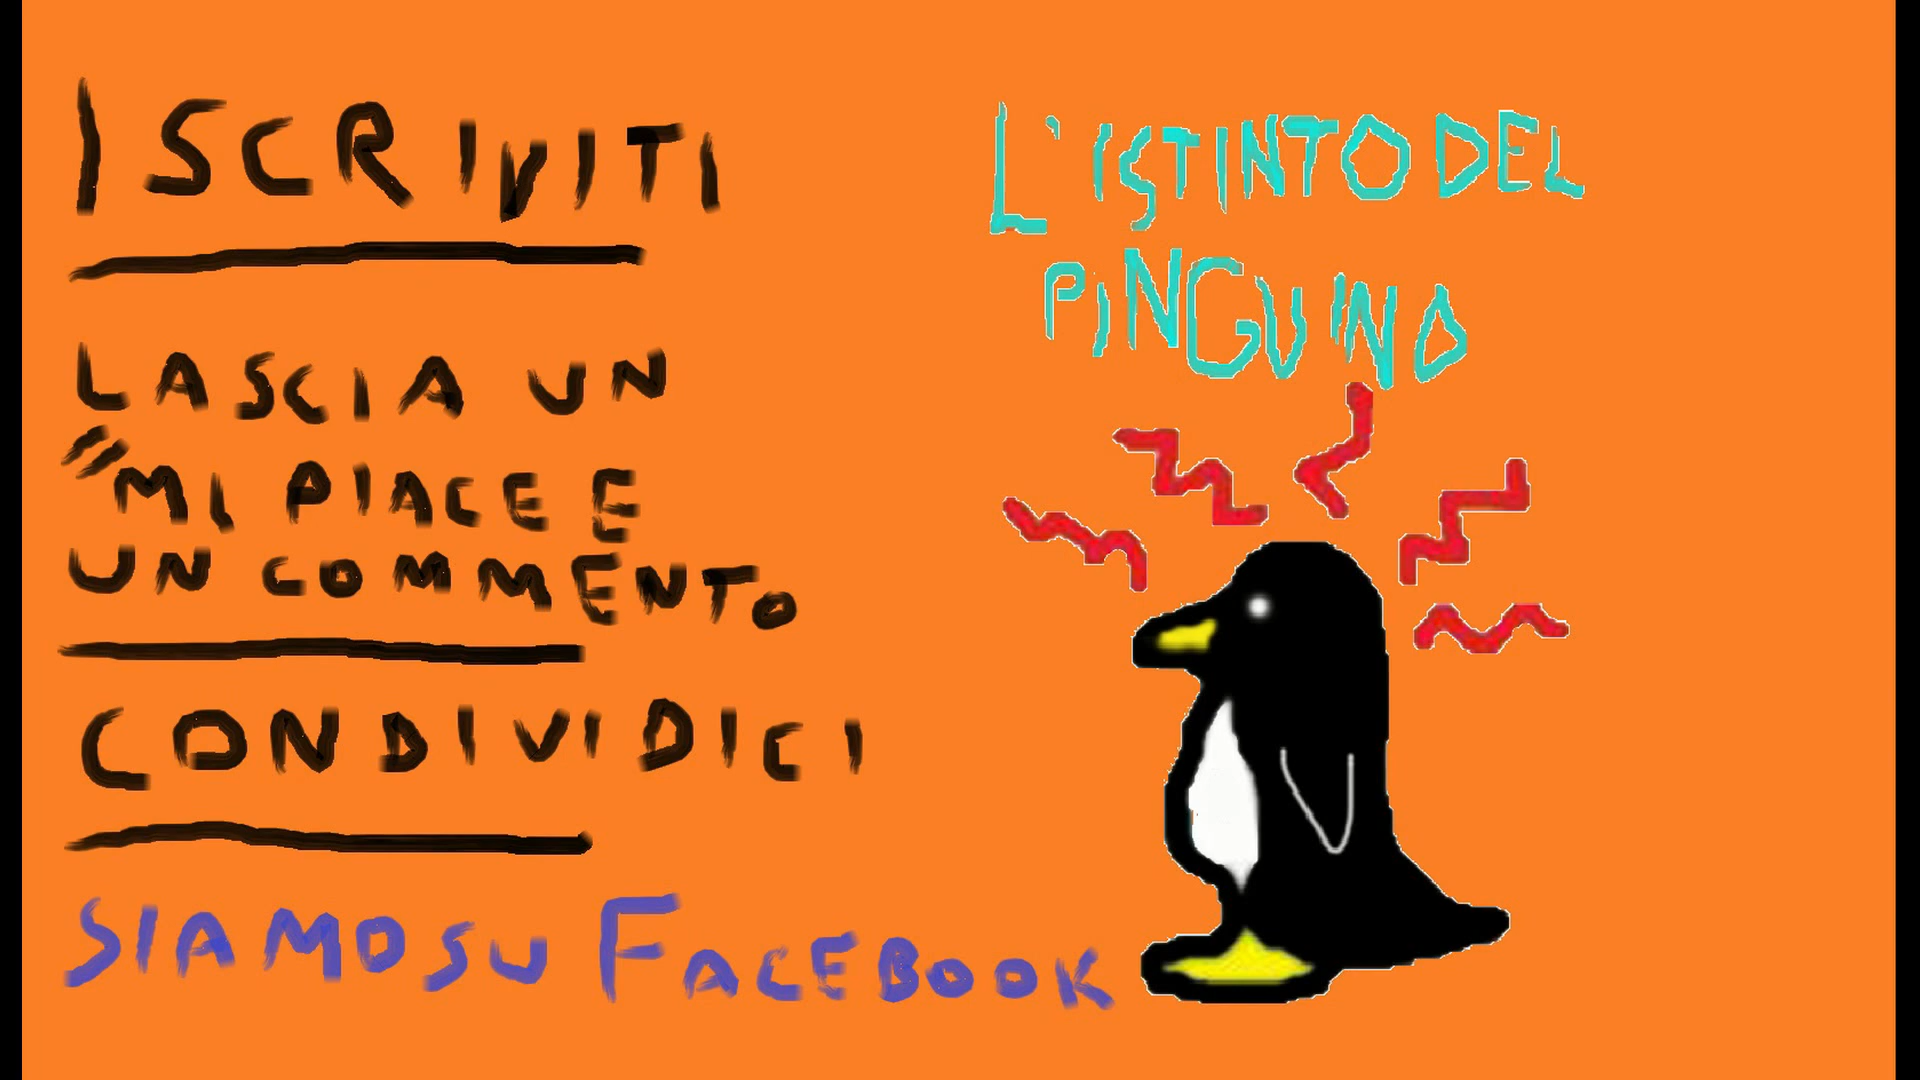 ISCRIVITI
LASCIA UN
"MI PIACE E
UN COMMENTO
CONDIVIDICI
SIAMO SU FACEBOOK
L'ISTINTO DEL
PINGUINO